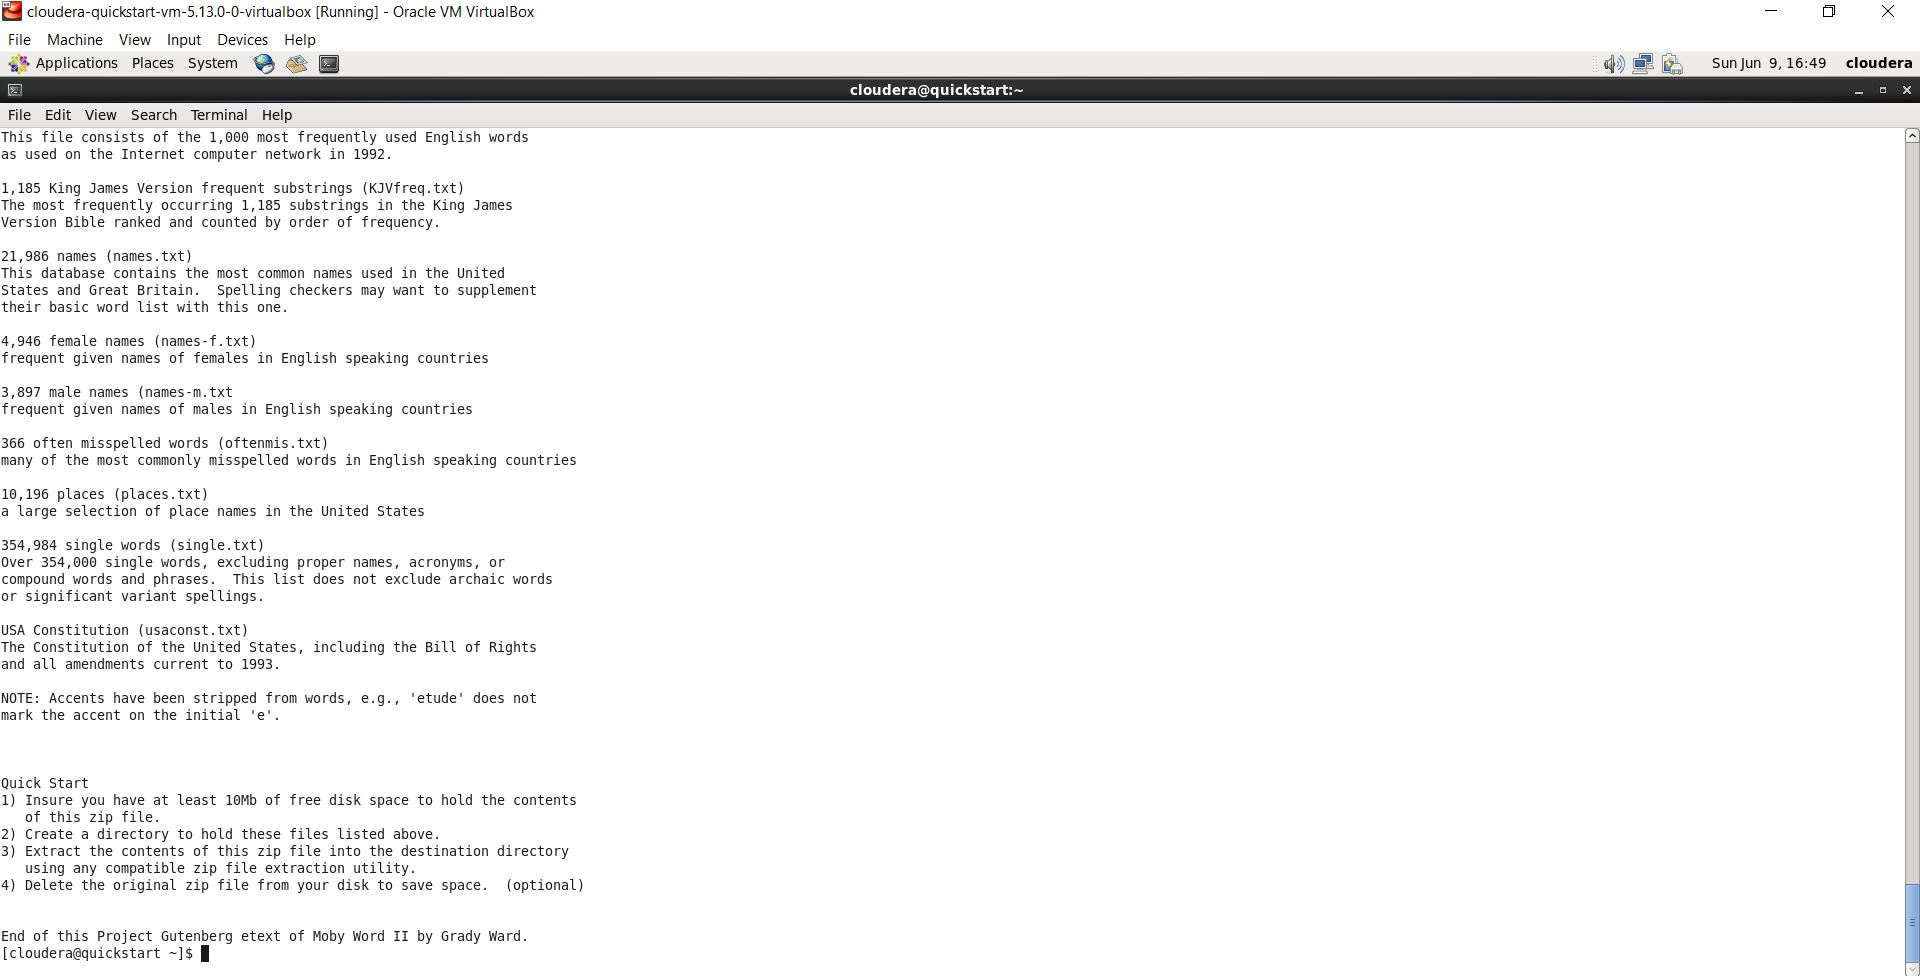 cloudera-quickstart-vm-5.13.0-0-virtualbox [Running] - Oracle VM VirtualBox
File Machine View Input Devices Help
Applications Places System Sun Jun 9, 16:49 cloudera
cloudera@quickstart:~
File Edit View Search Terminal Help
This file consists of the 1,000 most frequently used English words
as used on the Internet computer network in 1992.
1,185 King James Version frequent substrings (KJVfreq.txt)
The most frequently occurring 1,185 substrings in the King James
Version Bible ranked and counted by order of frequency.
21,986 names (names.txt)
This database contains the most common names used in the United
States and Great Britain.  Spelling checkers may want to supplement
their basic word list with this one.
4,946 female names (names-f.txt)
frequent given names of females in English speaking countries
3,897 male names (names-m.txt
frequent given names of males in English speaking countries
366 often misspelled words (oftenmis.txt)
many of the most commonly misspelled words in English speaking countries
10,196 places (places.txt)
a large selection of place names in the United States
354,984 single words (single.txt)
Over 354,000 single words, excluding proper names, acronyms, or
compound words and phrases.  This list does not exclude archaic words
or significant variant spellings.
USA Constitution (usaconst.txt)
The Constitution of the United States, including the Bill of Rights
and all amendments current to 1993.
NOTE: Accents have been stripped from words, e.g., 'etude' does not
mark the accent on the initial 'e'.
Quick Start
1) Insure you have at least 10Mb of free disk space to hold the contents
   of this zip file.
2) Create a directory to hold these files listed above.
3) Extract the contents of this zip file into the destination directory
   using any compatible zip file extraction utility.
4) Delete the original zip file from your disk to save space.  (optional)
End of this Project Gutenberg etext of Moby Word II by Grady Ward.
[cloudera@quickstart ~]$